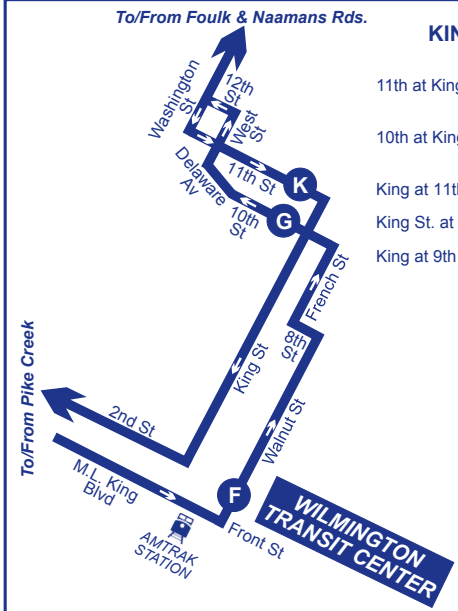 To/From Foulk & Naamans Rds.
KIN
12th
St
Washington
St
West
St
11th at King
11th St
K
10th at King
Delaware
Av
10th
St
G
King at 11th
King St. at
King at 9th
French St
8th
St
King St
Walnut St
To/From Pike Creek
2nd St
M.L. King
Blvd
F
Front St
AMTRAK
STATION
WILMINGTON
TRANSIT CENTER